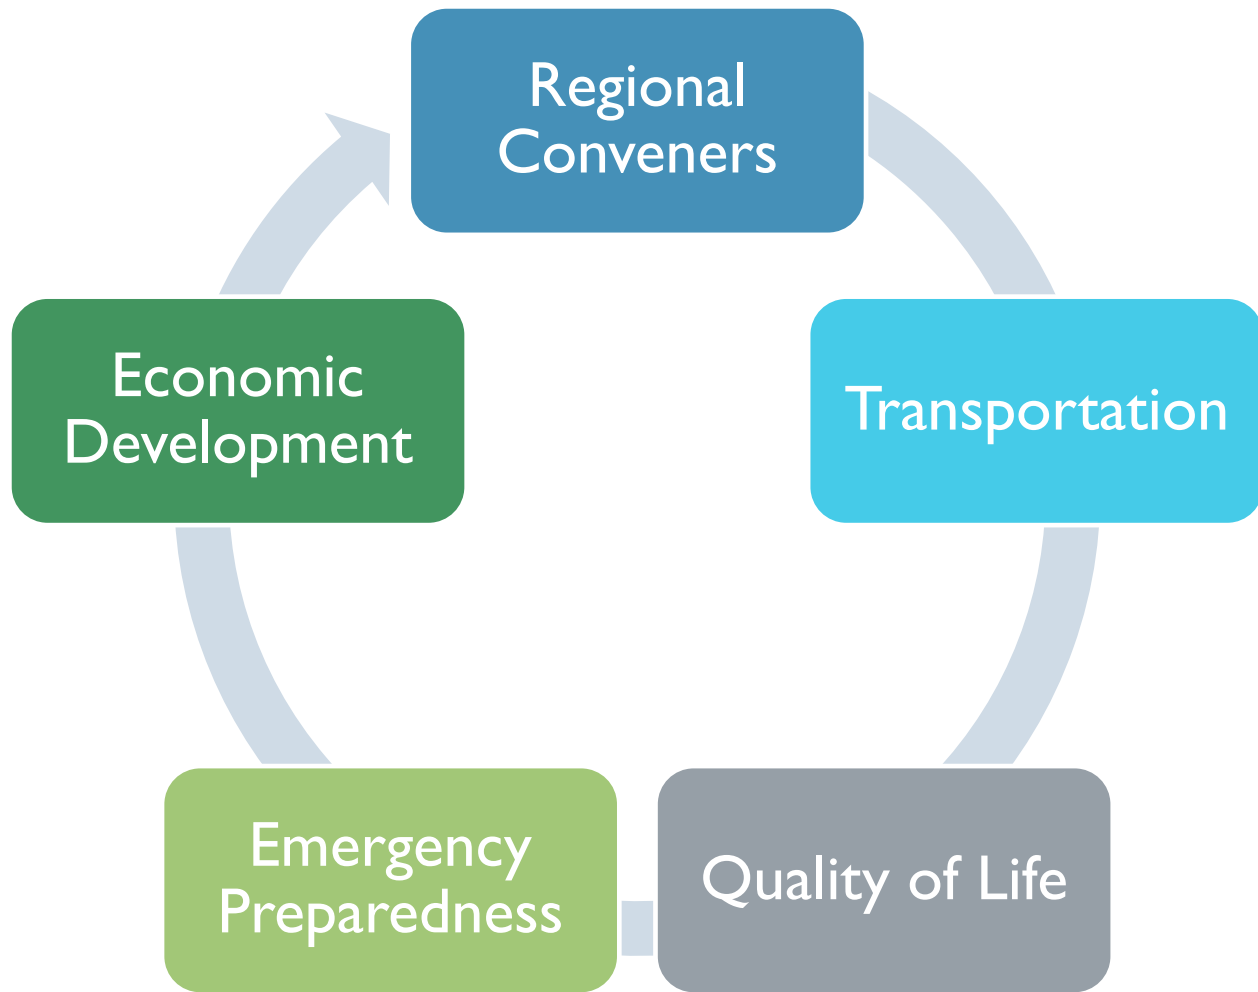 Regional
Conveners
Transportation
Quality of Life
Emergency
Preparedness
Economic
Development